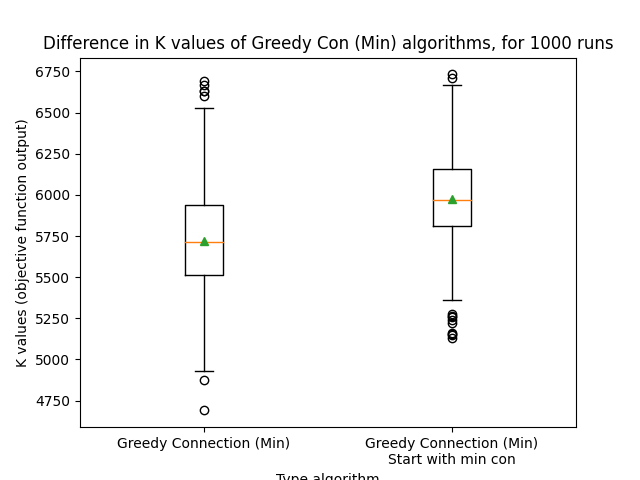 Difference in K values of Greedy Con (Min) algorithms, for 1000 runs
K values (objective function output)
6750
6500
6250
6000
5750
5500
5250
5000
4750
Greedy Connection (Min)
Greedy Connection (Min)
Start with min con
Type algorithm